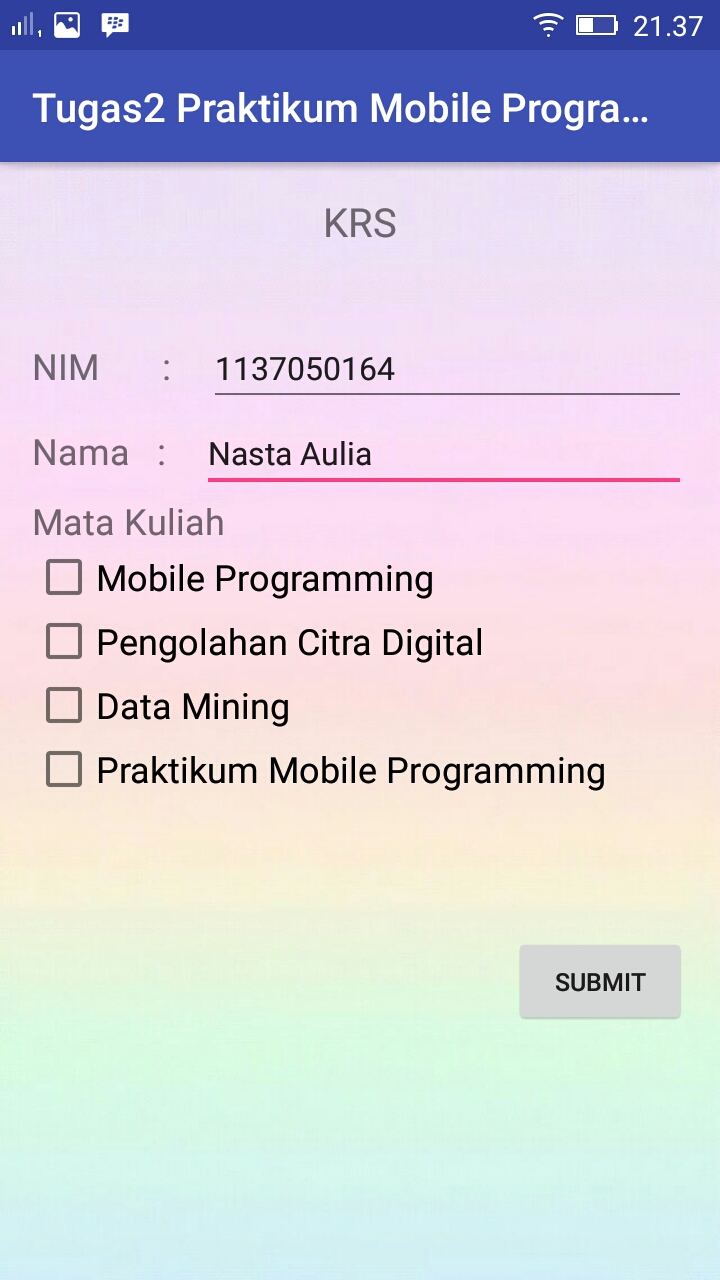 21.37
Tugas2 Praktikum Mobile Progra...
KRS
NIM : 1137050164
Nama : Nasta Aulia
Mata Kuliah
Mobile Programming
Pengolahan Citra Digital
Data Mining
Praktikum Mobile Programming
SUBMIT